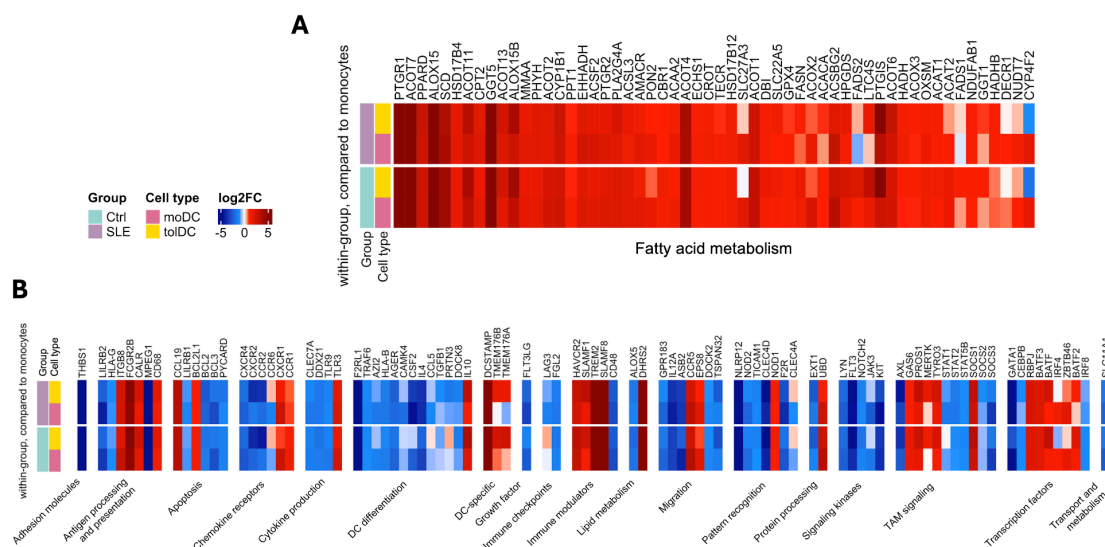 A
PTGR1
ACOT7
PPARD
ALOX15
SCD
HSD17B4
ACOT11
CPT2
GGT5
ACOT13
ALOX15B
MMAA
PHYH
ACOT2
CYP1B1
PPT1
EHHADH
ACSF2
PTGR2
PLA2G4A
ACSL3
AMACR
PON2
CBR1
ACAA2
ACOT4
ECHS1
CROT
TECR
HSD17B12
SLC27A3
ACOT1
DBI
SLC22A5
GPX4
FASN
ACOX2
ACACA
ACSBG2
HPGDS
FADS2
LTC4S
PTGIS
ACOT6
HADH
ACOX3
OXSM
ACAT1
ACAT2
FADS1
NDUFAB1
GGT1
HADHB
DECR1
NUDT7
CYP4F2
within-group, compared to monocytes
Group
Cell type
Fatty acid metabolism
Group
Ctrl
SLE
Cell type
moDC
tolDC
log2FC
-5 0 5
B
Group
Cell type
THBS1
LILRB2
HLA-G
ITGB8
FCGR2B
CALR
MPEG1
CD68
CCL19
LILRB1
BCL2L1
BCL2
BCL3
PYCARD
CXCR4
CXCR2
CCR2
CCR6
CXCR1
CCR1
CLEC7A
DDX21
TLR9
TLR3
F2RL1
TRAF6
AZI2
HLA-B
AGER
CAMK4
CSF2
IL4
CCL5
TGFB1
PRTN3
DOCK8
IL10
DCSTAMP
TMEM176B
TMEM176A
FLT3LG
LAG3
FGL2
HAVCR2
SLAMF1
TREM2
SLAMF8
CD48
ALOX5
DHRS2
GPR183
IL12A
ASB2
CCR5
EPS8
DOCK2
TSPAN32
NLRP12
NOD2
TICAM1
CLEC4D
NOD1
P2R
CLEC4A
EXT1
UBD
LYN
FLT3
NOTCH2
JAK3
KIT
AXL
GAS6
PROS1
MERTK
TYRO3
STAT1
STAT2
STAT5B
SOCS1
SOCS2
SOCS3
GATA1
CEBPB
RBPJ
BATF3
BATF
IRF4
ZBTB46
BATF2
IRF8
within-group, compared to monocytes
Adhesion molecules
Antigen processing
and presentation
Apoptosis
Chemokine receptors
Cytokine production
DC differentiation
DC-specific
Growth factor
Immune checkpoints
Immune modulators
Lipid metabolism
Migration
Pattern recognition
Protein processing
Signaling kinases
TAM signaling
Transcription factors
Transport and
metabolism